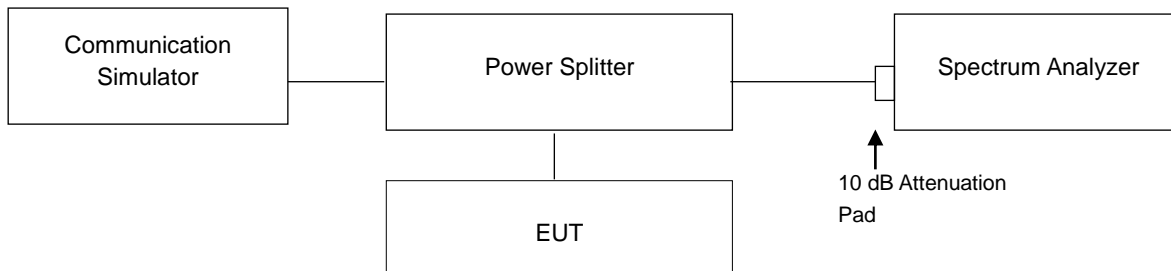 Communication
Simulator
Power Splitter
Spectrum Analyzer
10 dB Attenuation
Pad
EUT